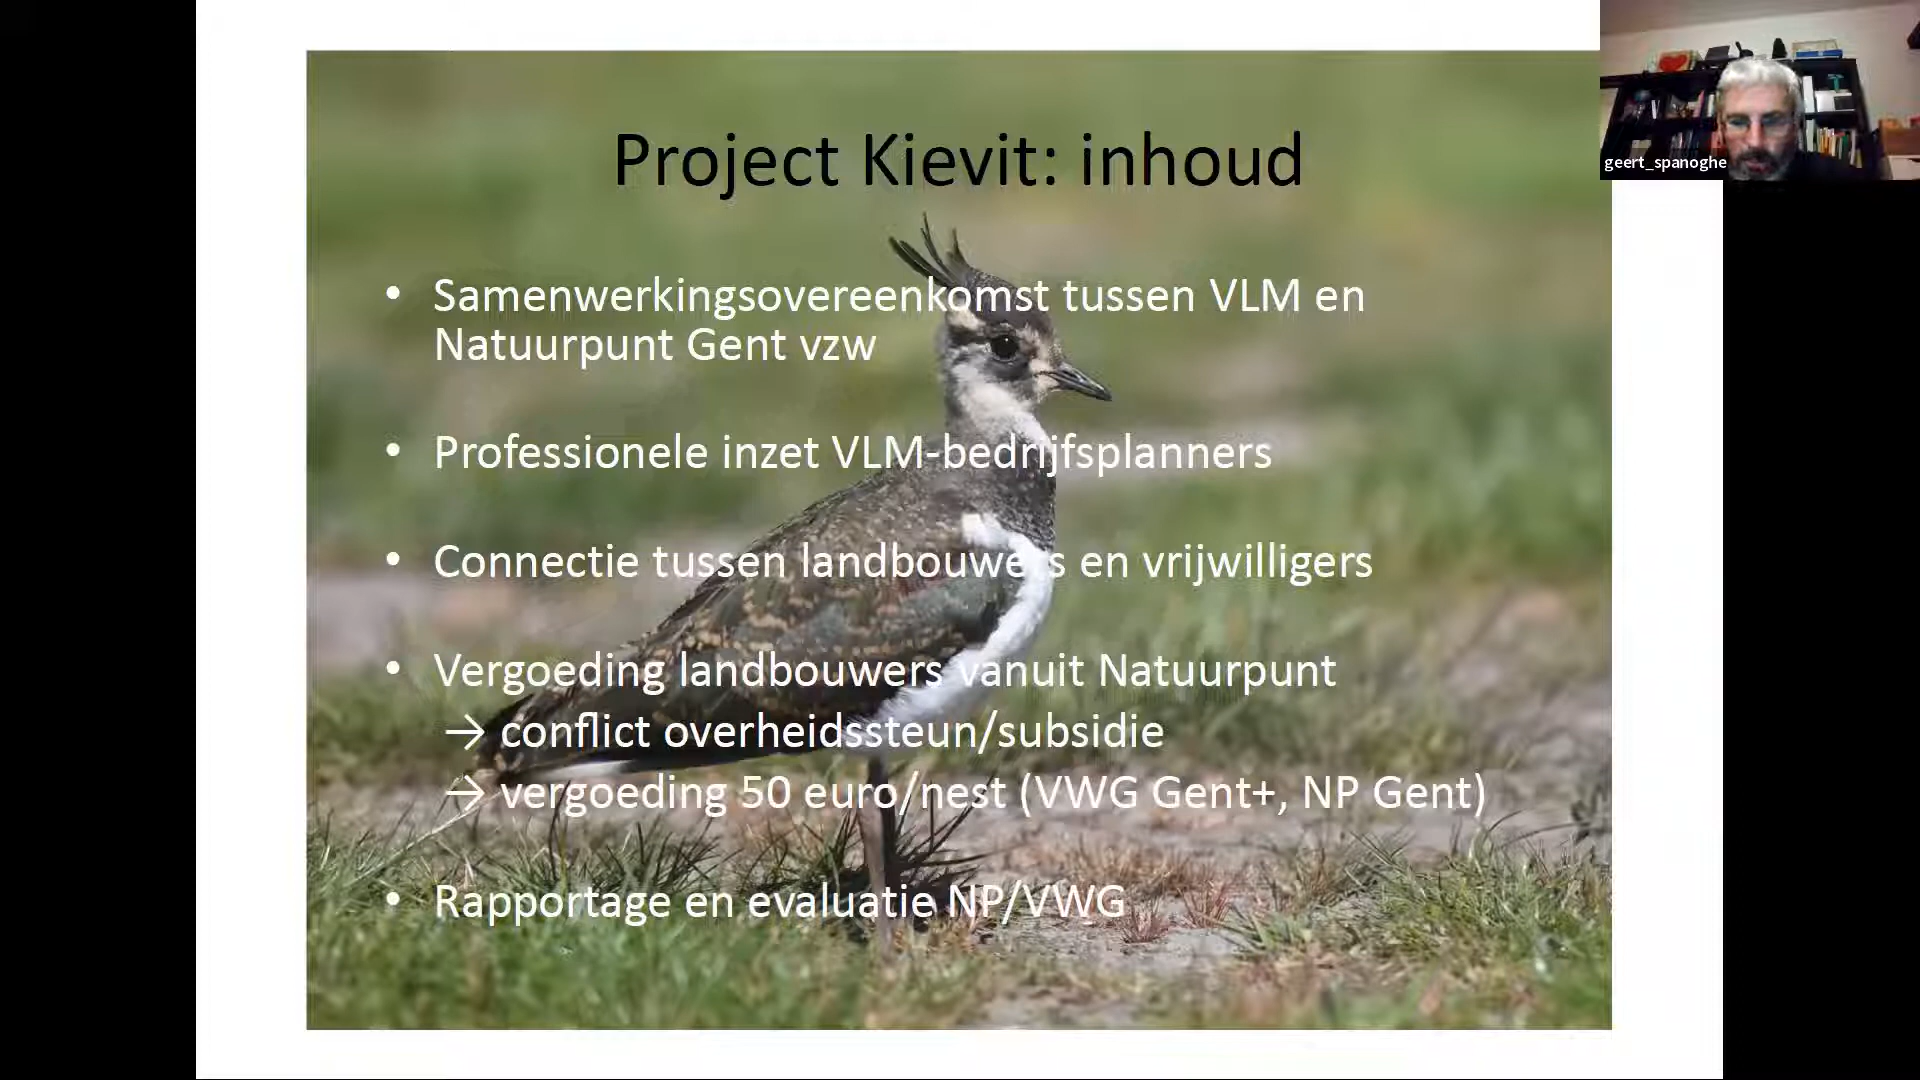 Project Kievit: inhoud
geert_spanoghe
• Samenwerkingsovereenkomst tussen VLM en
Natuurpunt Gent vzw
• Professionele inzet VLM-bedrijfsplanners
• Connectie tussen landbouwers en vrijwilligers
• Vergoeding landbouwers vanuit Natuurpunt
→ conflict overheidssteun/subsidie
→ vergoeding 50 euro/nest (VWG Gent+, NP Gent)
• Rapportage en evaluatie NP/VWG